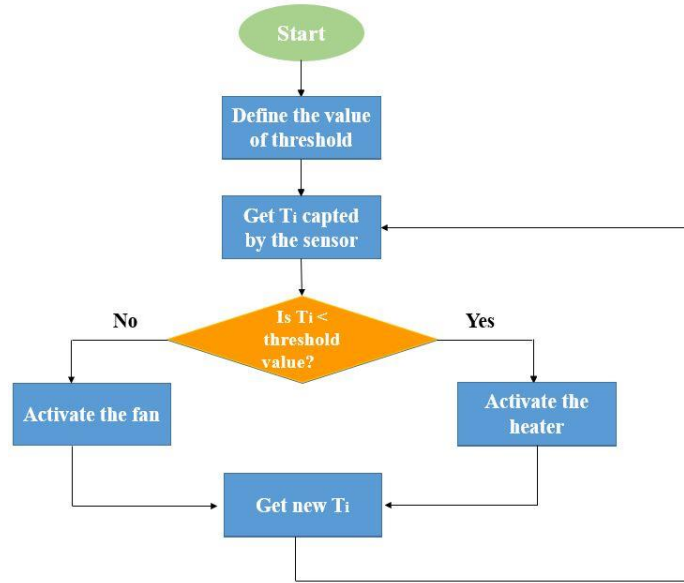 Start
Define the value
of threshold
Get Ti capted
by the sensor
Is Ti <
threshold
value?
No
Yes
Activate the fan
Activate the
heater
Get new Ti